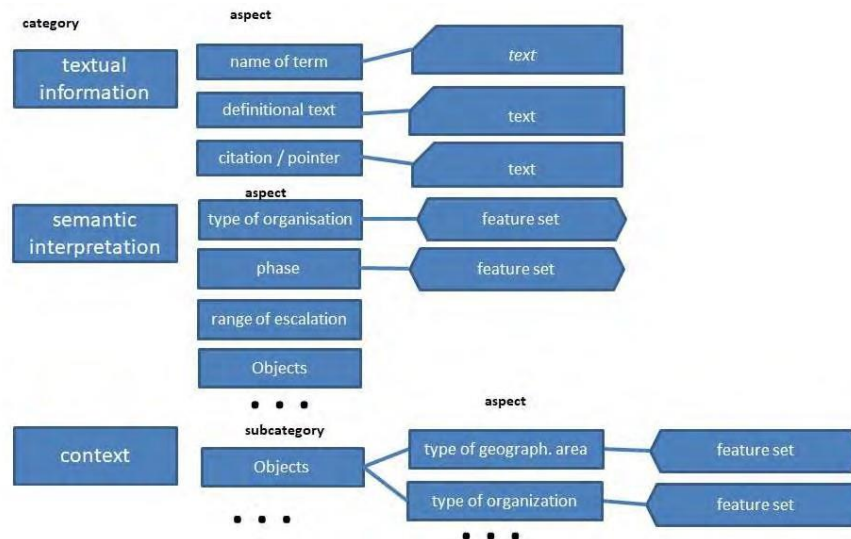 category
aspect
textual
information
name of term
text
definitional text
text
citation / pointer
text
aspect
semantic
interpretation
type of organisation
feature set
phase
feature set
range of escalation
Objects
. . .
aspect
context
subcategory
Objects
type of geograph. area
feature set
type of organization
feature set
. . .
. . .